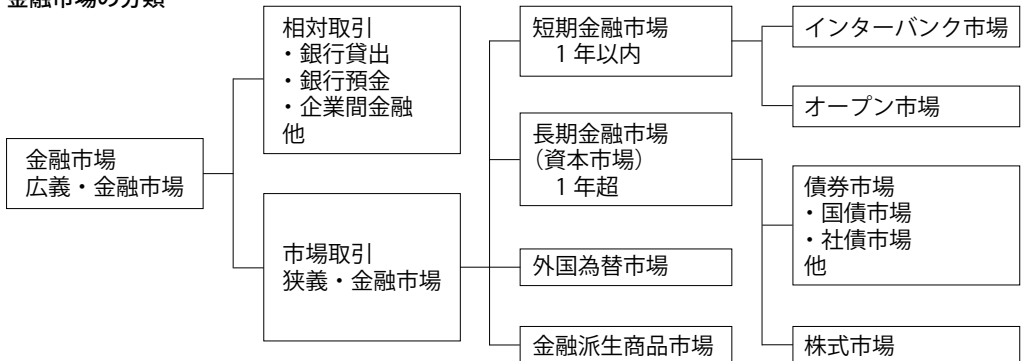 金融市場の分類
金融市場
広義・金融市場
相対取引
・銀行貸出
・銀行預金
・企業間金融
他
市場取引
狭義・金融市場
短期金融市場
1年以内
長期金融市場
（資本市場）
1年超
外国為替市場
金融派生商品市場
インターバンク市場
オープン市場
債券市場
・国債市場
・社債市場
他
株式市場